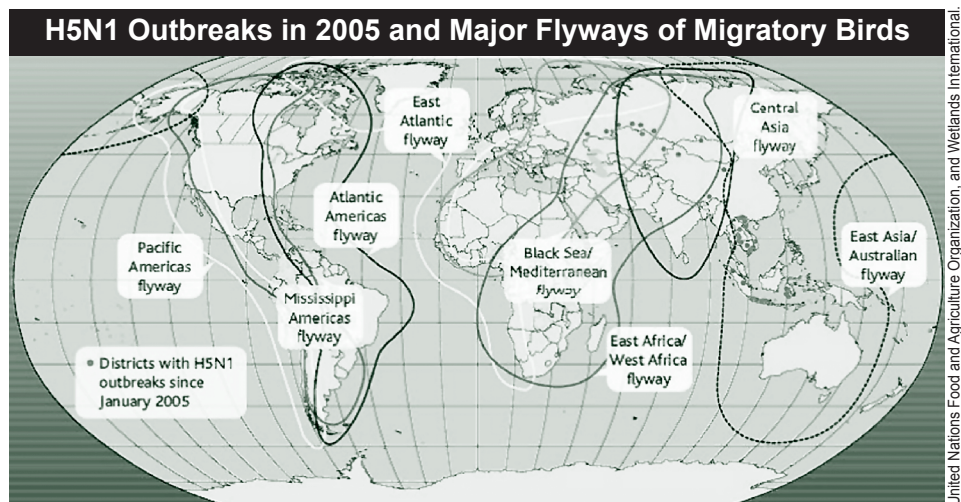 H5N1 Outbreaks in 2005 and Major Flyways of Migratory Birds
East
Atlantic
flyway
Central
Asia
flyway
Atlantic
Americas
flyway
Pacific
Americas
flyway
Black Sea/
Mediterranean
flyway
East Asia/
Australian
flyway
Mississippi
Americas
flyway
East Africa/
West Africa
flyway
Districts with H5N1
outbreaks since
January 2005
United Nations Food and Agriculture Organization, and Wetlands International.